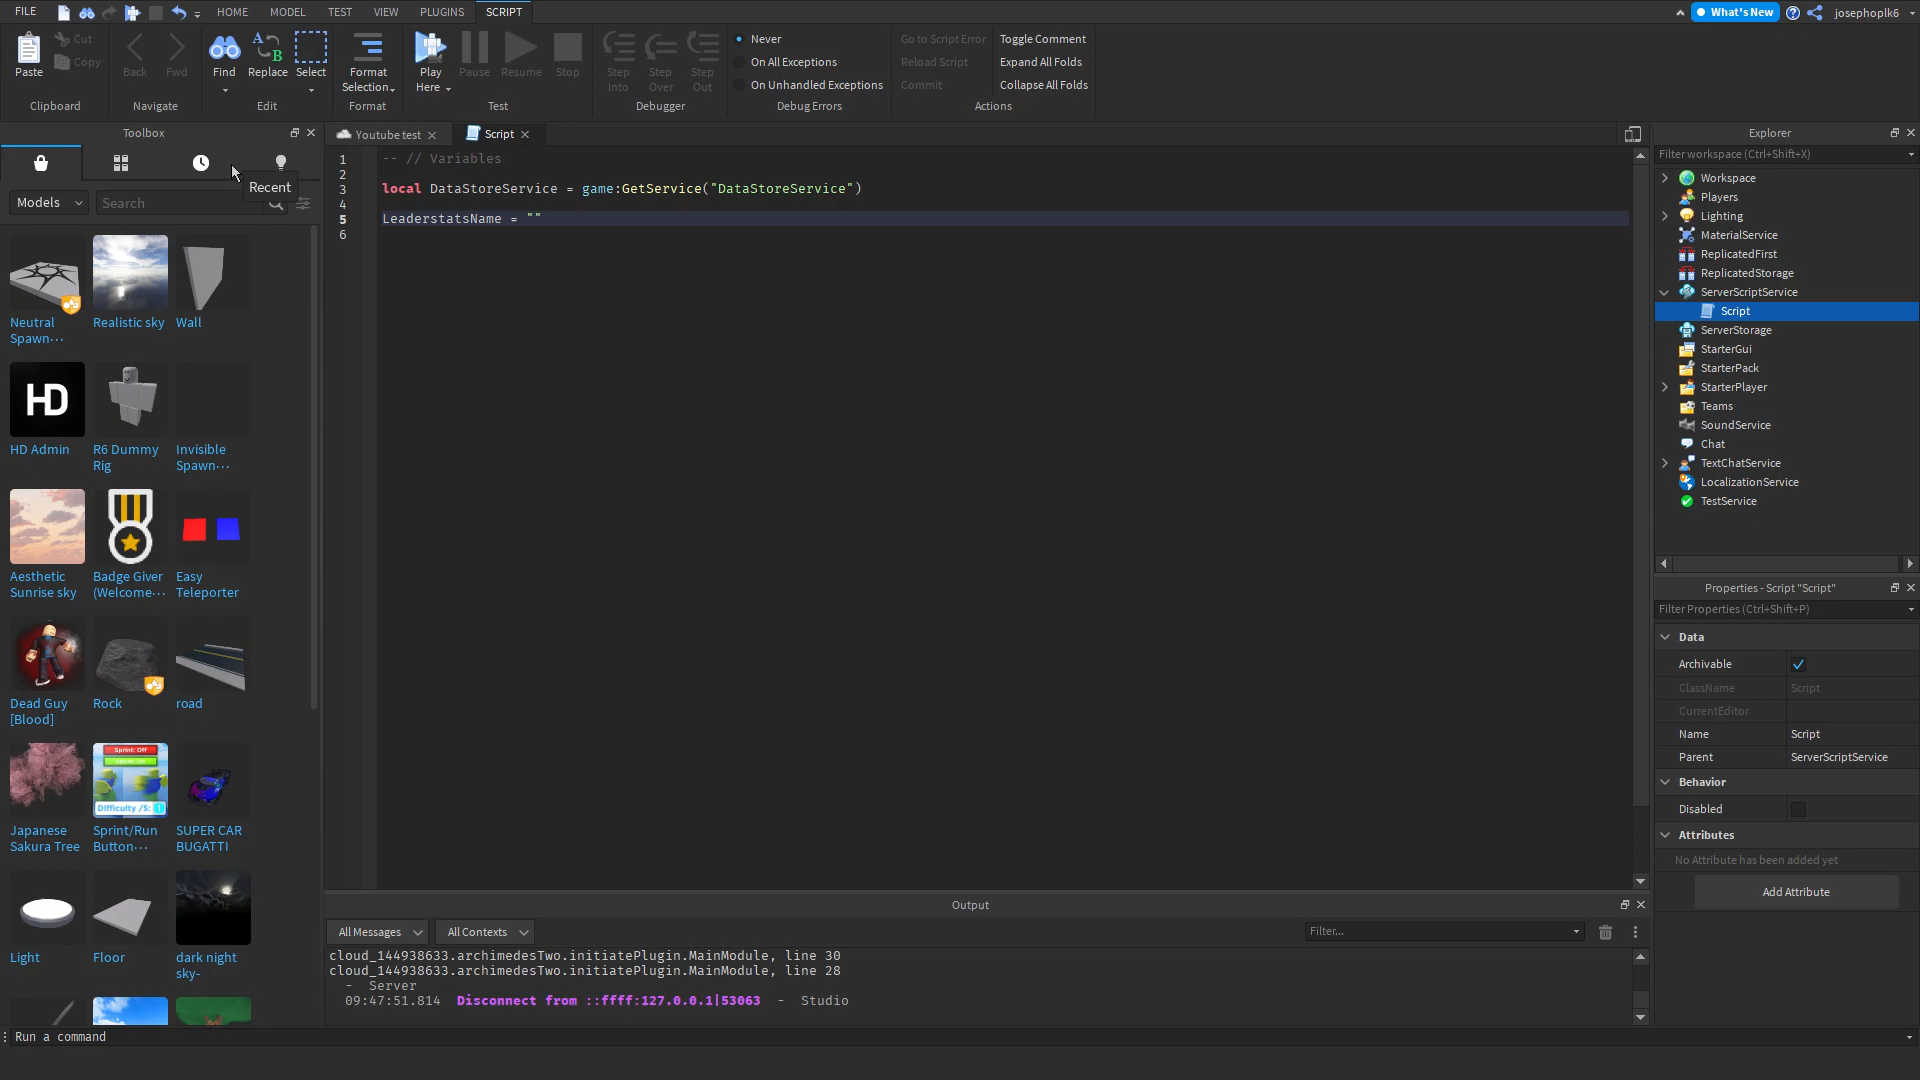 FILE
HOME
MODEL
TEST
VIEW
PLUGINS
SCRIPT
What's New
josephoplk6
Paste
Cut
Copy
Clipboard
Back
Fwd
Navigate
Find
Replace
Select
Edit
Format
Selection
Format
Play
Here
Pause
Resume
Stop
Test
Step
Into
Step
Over
Step
Out
Debugger
Never
On All Exceptions
On Unhandled Exceptions
Debug Errors
Go to Script Error
Reload Script
Commit
Toggle Comment
Expand All Folds
Collapse All Folds
Actions
Toolbox
Recent
Models
Search
Neutral
Spawn···
Realistic sky
Wall
HD
HD Admin
R6 Dummy
Rig
Invisible
Spawn···
Aesthetic
Sunrise sky
Badge Giver
(Welcome···
Easy
Teleporter
Dead Guy
[Blood]
Rock
road
Japanese
Sakura Tree
Sprint: Off
Sprint: On
Difficulty /5: 1
Sprint/Run
Button···
SUPER CAR
BUGATTI
Light
Floor
dark night
sky-
Youtube test
Script
1 -- // Variables
2
3 local DataStoreService = game:GetService("DataStoreService")
4
5 LeaderstatsName = ""
6
Output
All Messages
All Contexts
Filter...
cloud_144938633.archimedesTwo.initiatePlugin.MainModule, line 30
cloud_144938633.archimedesTwo.initiatePlugin.MainModule, line 28
- Server
09:47:51.814 Disconnect from ::ffff:127.0.0.1|53063 - Studio
Run a command
Explorer
Filter workspace (Ctrl+Shift+X)
Workspace
Players
Lighting
MaterialService
ReplicatedFirst
ReplicatedStorage
ServerScriptService
Script
ServerStorage
StarterGui
StarterPack
StarterPlayer
Teams
SoundService
Chat
TextChatService
LocalizationService
TestService
Properties - Script "Script"
Filter Properties (Ctrl+Shift+P)
Data
Archivable
ClassName Script
CurrentEditor
Name Script
Parent ServerScriptService
Behavior
Disabled
Attributes
No Attribute has been added yet
Add Attribute